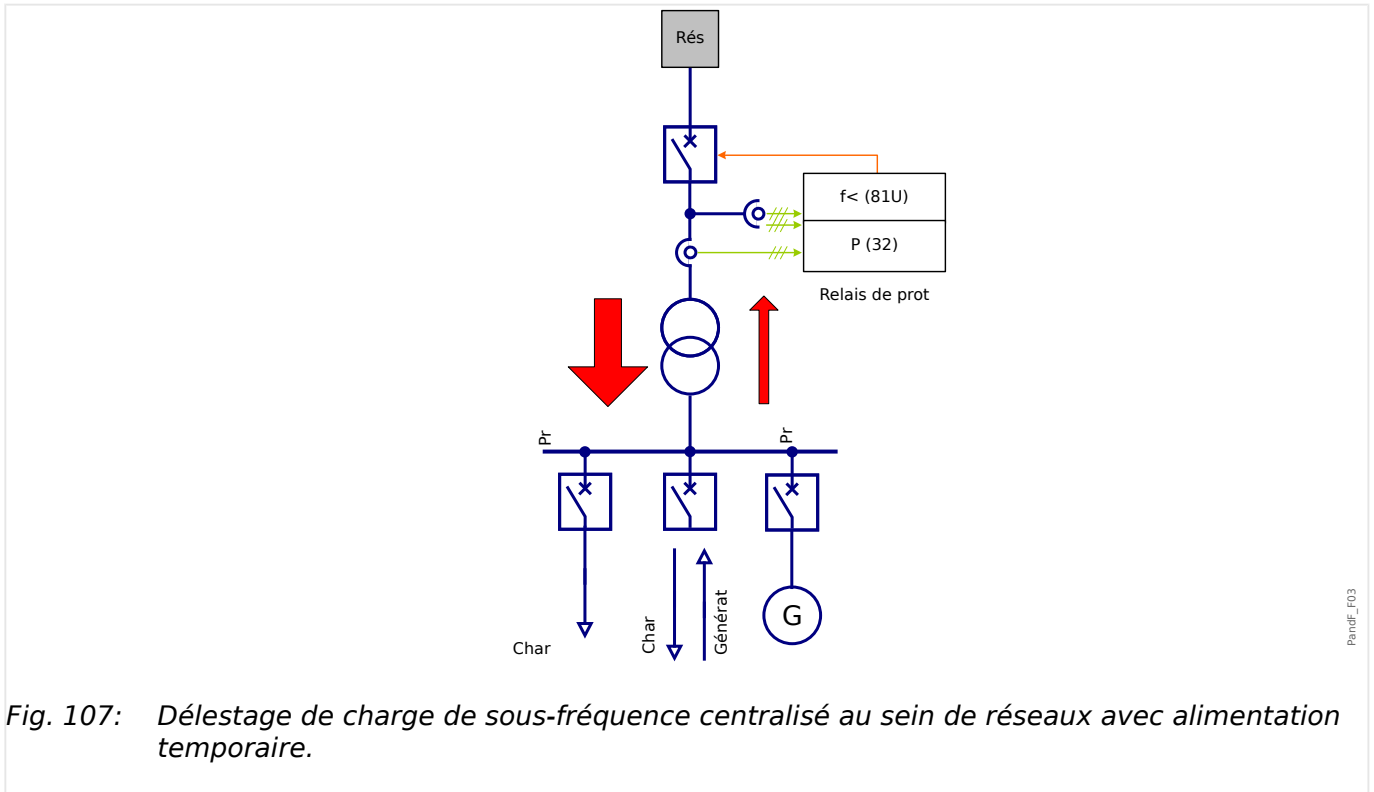 Rés
f< (81U)
P (32)
Relais de prot
Pr
Pr
Char
Char
Générat
G
PandF_F03
Fig. 107: Délestage de charge de sous-fréquence centralisé au sein de réseaux avec alimentation
temporaire.